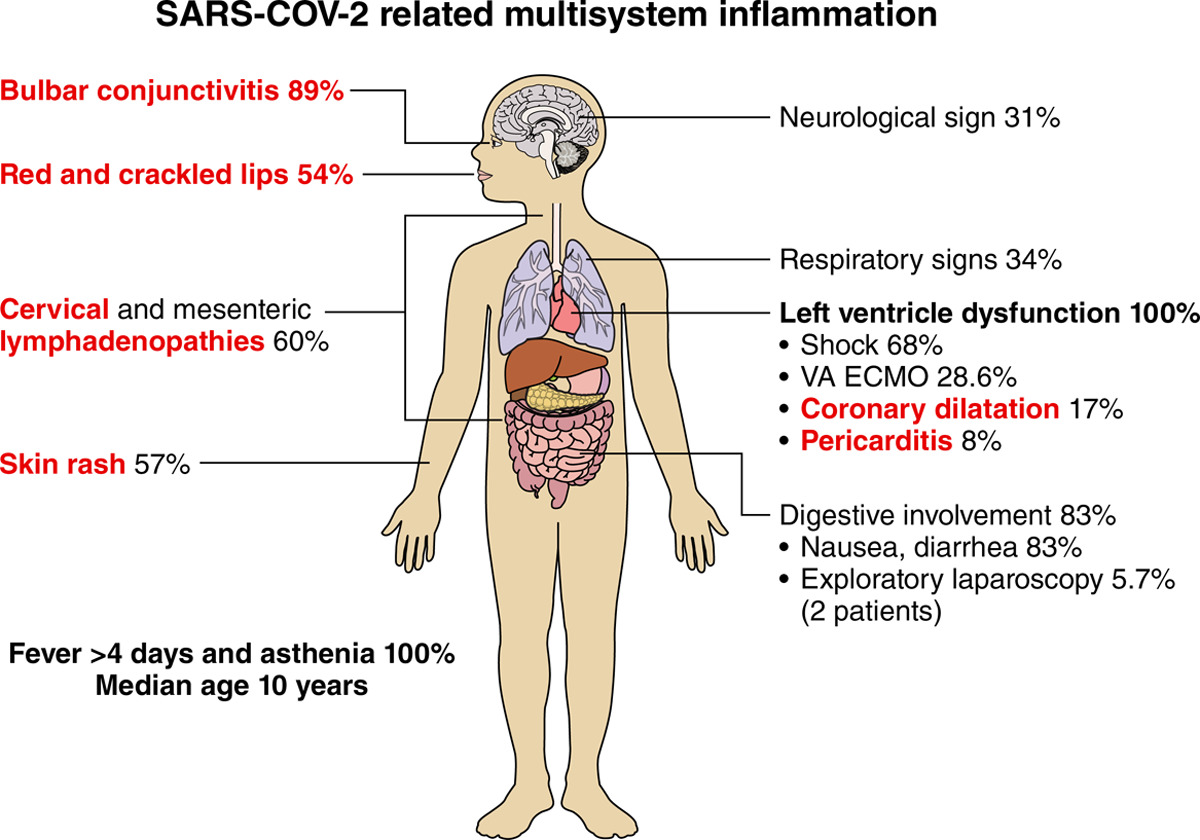 SARS-COV-2 related multisystem inflammation
Bulbar conjunctivitis 89%
Red and crackled lips 54%
Cervical and mesenteric
lymphadenopathies 60%
Skin rash 57%
Fever >4 days and asthenia 100%
Median age 10 years
Neurological sign 31%
Respiratory signs 34%
Left ventricle dysfunction 100%
• Shock 68%
• VA ECMO 28.6%
• Coronary dilatation 17%
• Pericarditis 8%
Digestive involvement 83%
• Nausea, diarrhea 83%
• Exploratory laparoscopy 5.7%
(2 patients)